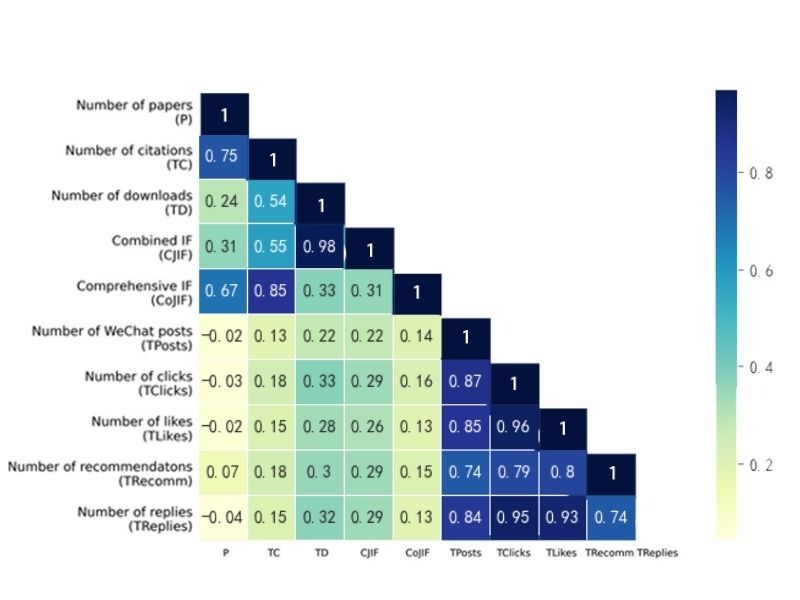 Number of papers
(P)
1
Number of citations
(TC)
0.75 1
Number of downloads
(TD)
0.24 0.54 1
Combined IF
(CJIF)
0.31 0.55 0.98 1
Comprehensive IF
(CoJIF)
0.67 0.85 0.33 0.31 1
Number of WeChat posts
(TPosts)
−0.02 0.13 0.22 0.22 0.14 1
Number of clicks
(TClicks)
−0.03 0.18 0.33 0.29 0.16 0.87 1
Number of likes
(TLikes)
−0.02 0.15 0.28 0.26 0.13 0.85 0.96 1
Number of recommendatons
(TRecomm)
0.07 0.18 0.3 0.29 0.15 0.74 0.79 0.8 1
Number of replies
(TReplies)
−0.04 0.15 0.32 0.29 0.13 0.84 0.95 0.93 0.74
P TC TD CJIF CoJIF TPosts TClicks TLikes TRecomm TReplies
0.8
0.6
0.4
0.2